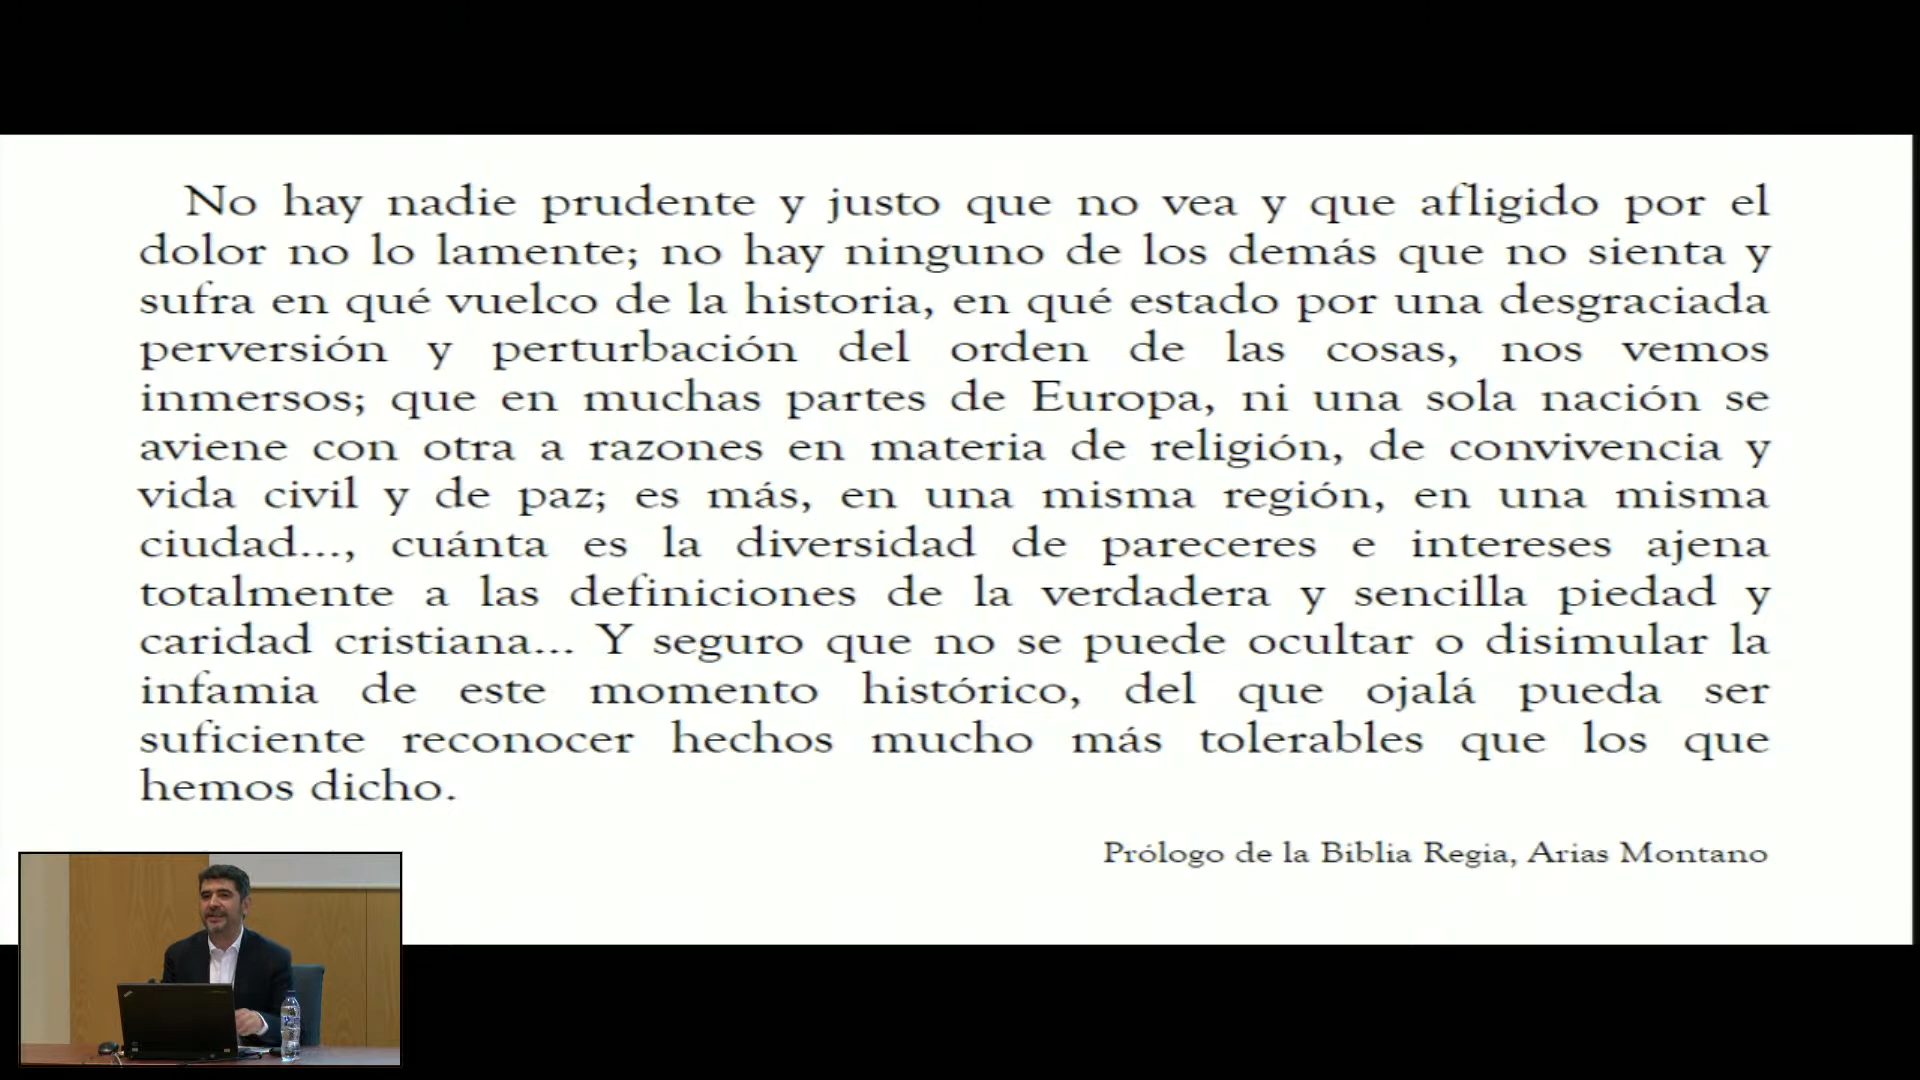 No hay nadie prudente y justo que no vea y que afligido por el
dolor no lo lamente; no hay ninguno de los demás que no sienta y
sufra en qué vuelco de la historia, en qué estado por una desgraciada
perversión y perturbación del orden de las cosas, nos vemos
inmersos; que en muchas partes de Europa, ni una sola nación se
aviene con otra a razones en materia de religión, de convivencia y
vida civil y de paz; es más, en una misma región, en una misma
ciudad..., cuánta es la diversidad de pareceres e intereses ajena
totalmente a las definiciones de la verdadera y sencilla piedad y
caridad cristiana... Y seguro que no se puede ocultar o disimular la
infamia de este momento histórico, del que ojalá pueda ser
suficiente reconocer hechos mucho más tolerables que los que
hemos dicho.
Prólogo de la Biblia Regia, Arias Montano